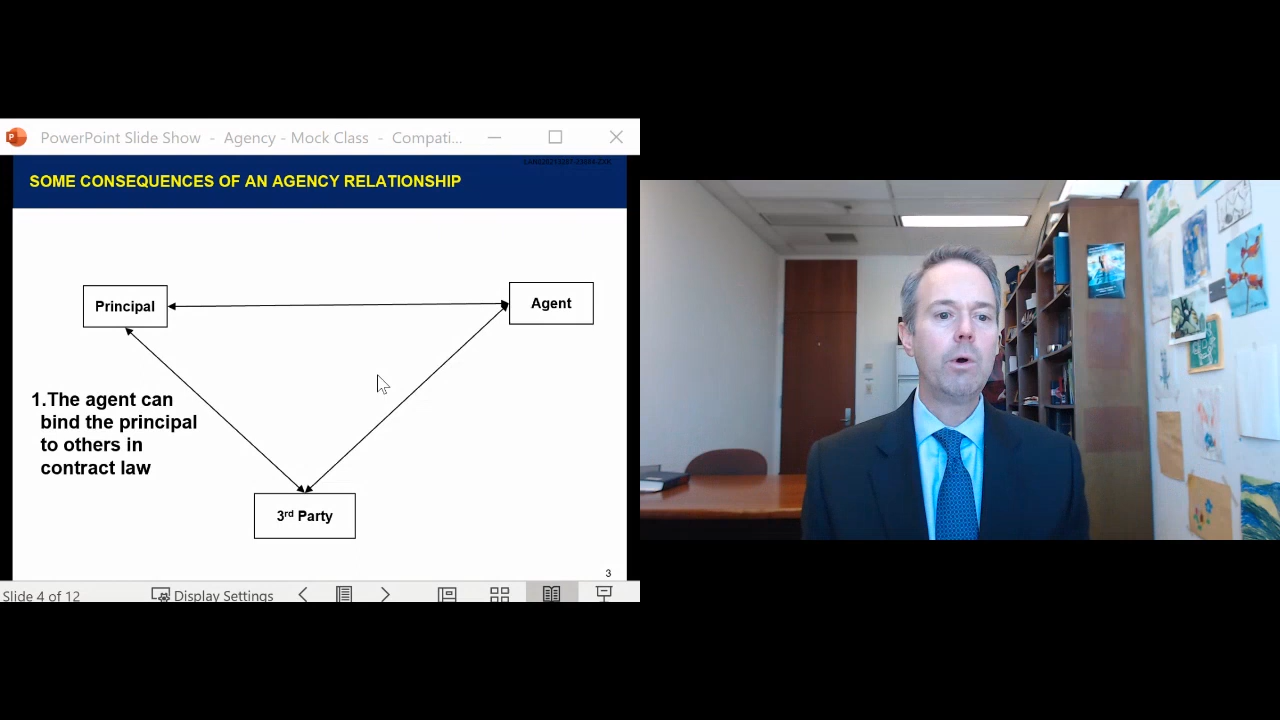 PowerPoint Slide Show - Agency - Mock Class - Compati...
SOME CONSEQUENCES OF AN AGENCY RELATIONSHIP
Principal
Agent
1.The agent can
bind the principal
to others in
contract law
3rd Party
3
Slide 4 of 12
Display Settings